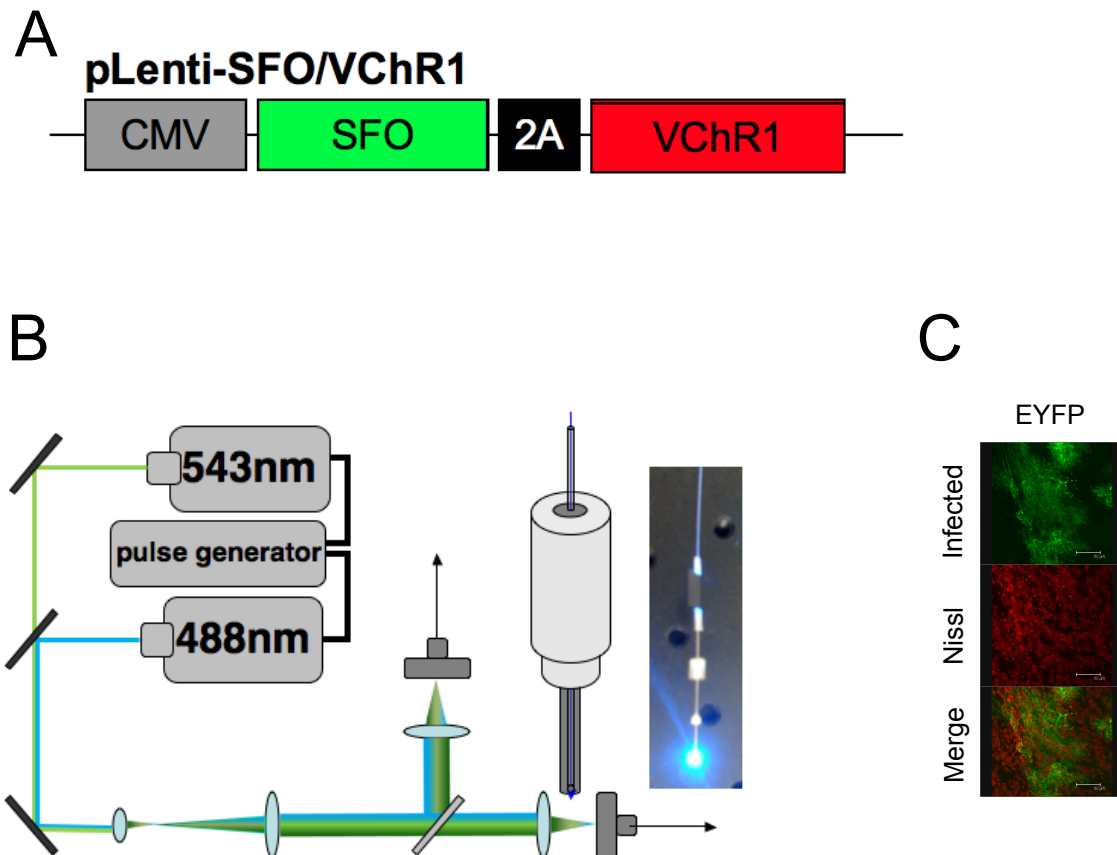 A
pLenti-SFO/VChR1
CMV SFO 2A VChR1
B
C
543nm
pulse generator
488nm
EYFP
Infected
Nissl
Merge